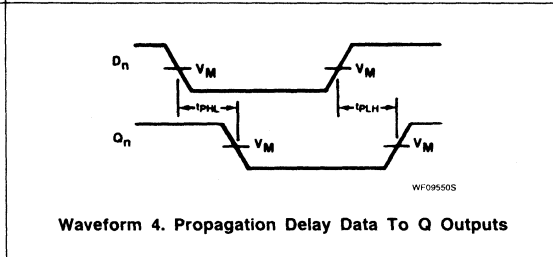 Dn
VM
VM
tPHL
tPLH
Qn
VM
VM
WF09550S
Waveform 4. Propagation Delay Data To Q Outputs